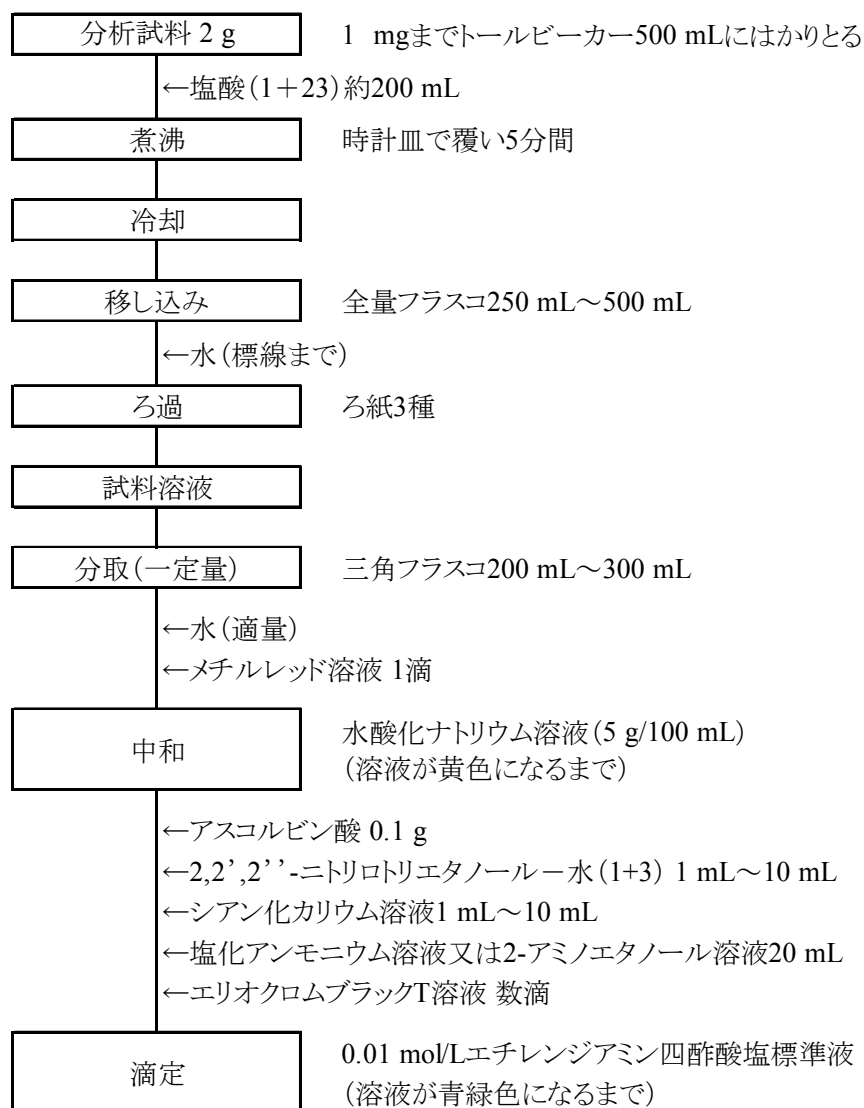 分析試料 2 g 1 mgまでトールビーカー500 mLにはかりとる
←塩酸(1+23)約200 mL
煮沸 時計皿で覆い5分間
冷却
移し込み 全量フラスコ250 mL～500 mL
←水(標線まで)
ろ過 ろ紙3種
試料溶液
分取(一定量) 三角フラスコ200 mL～300 mL
←水(適量)
←メチルレッド溶液 1滴
中和 水酸化ナトリウム溶液(5 g/100 mL)
(溶液が黄色になるまで)
←アスコルビン酸 0.1 g
←2,2’,2’’-ニトリロトリエタノール－水(1+3) 1 mL～10 mL
←シアン化カリウム溶液1 mL～10 mL
←塩化アンモニウム溶液又は2-アミノエタノール溶液20 mL
←エリオクロムブラックT溶液 数滴
滴定 0.01 mol/Lエチレンジアミン四酢酸塩標準液
(溶液が青緑色になるまで)